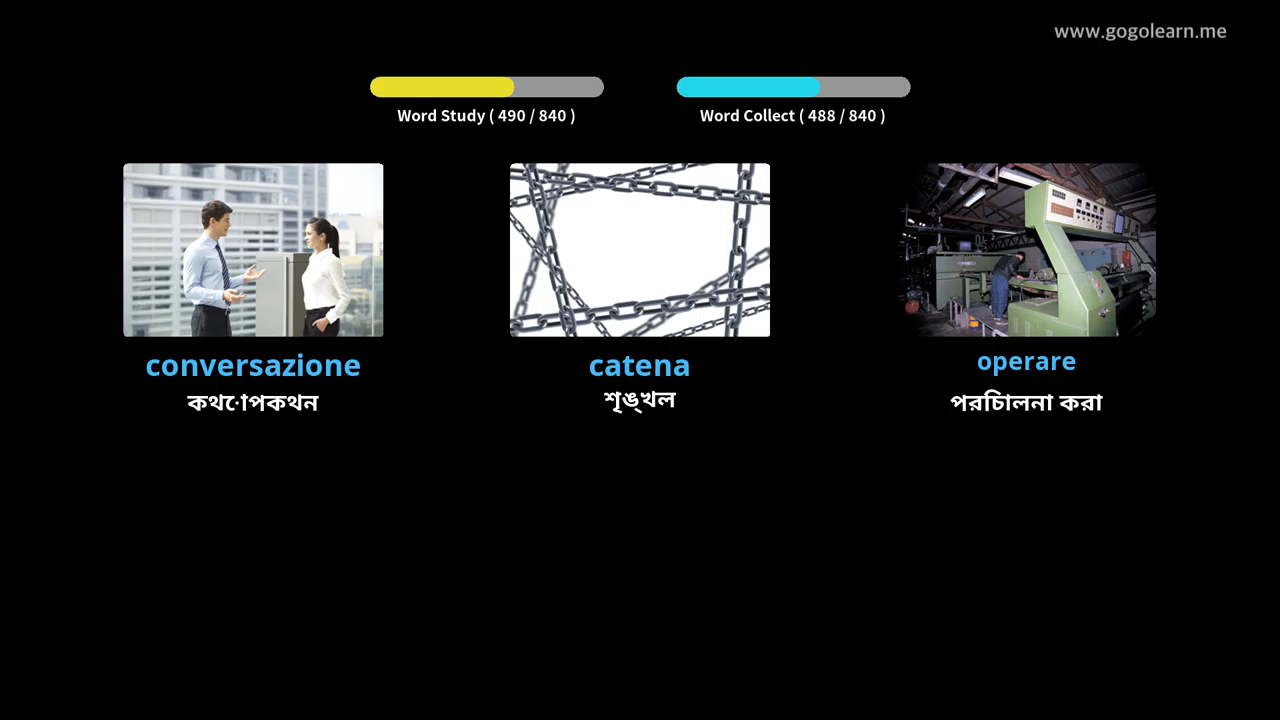 www.gogolearn.me
Word Study ( 490 / 840 )
Word Collect ( 488 / 840 )
conversazione
catena
operare
কথোপকথন
শৃঙ্খল
পরিচালনা করা